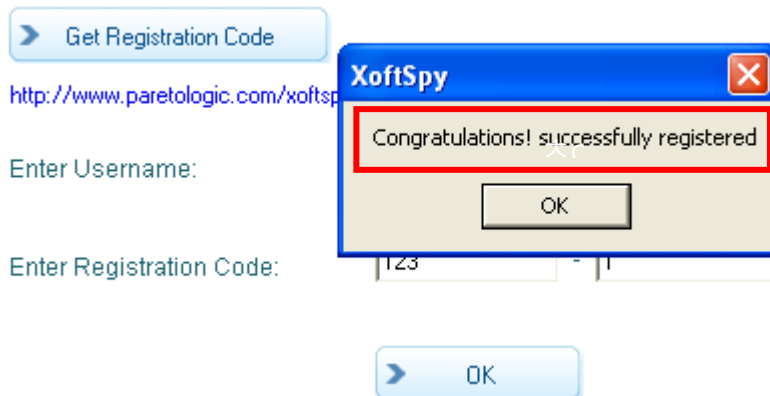 Get Registration Code
http://www.paretologic.com/xoftsp
XoftSpy
Congratulations! successfully registered
OK
Enter Username:
Enter Registration Code:
123 -
OK